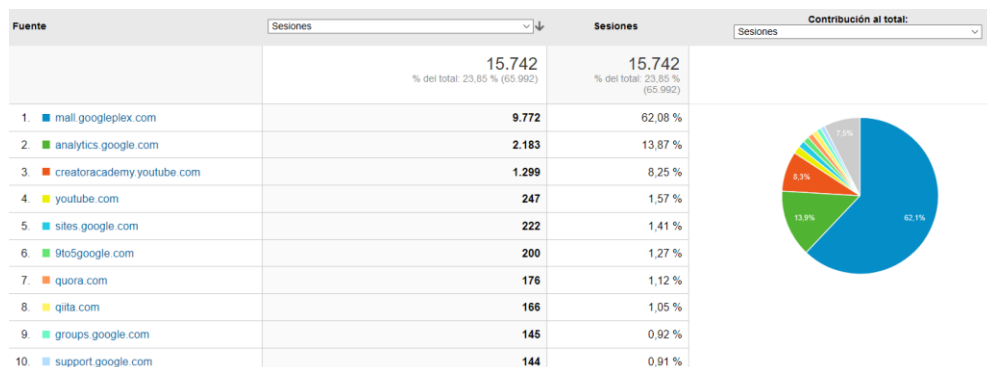 Fuente Sesiones Sesiones Contribución al total:
Sesiones
15.742 15.742
% del total: 23,85 % (65.992) % del total: 23,85 %
(65.992)
1. mall.googleplex.com 9.772 62,08 %
2. analytics.google.com 2.183 13,87 %
3. creatoracademy.youtube.com 1.299 8,25 %
4. youtube.com 247 1,57 %
5. sites.google.com 222 1,41 %
6. 9to5google.com 200 1,27 %
7. quora.com 176 1,12 %
8. qiita.com 166 1,05 %
9. groups.google.com 145 0,92 %
10. support.google.com 144 0,91 %
7,5%
8,3%
13,9%
62,1%